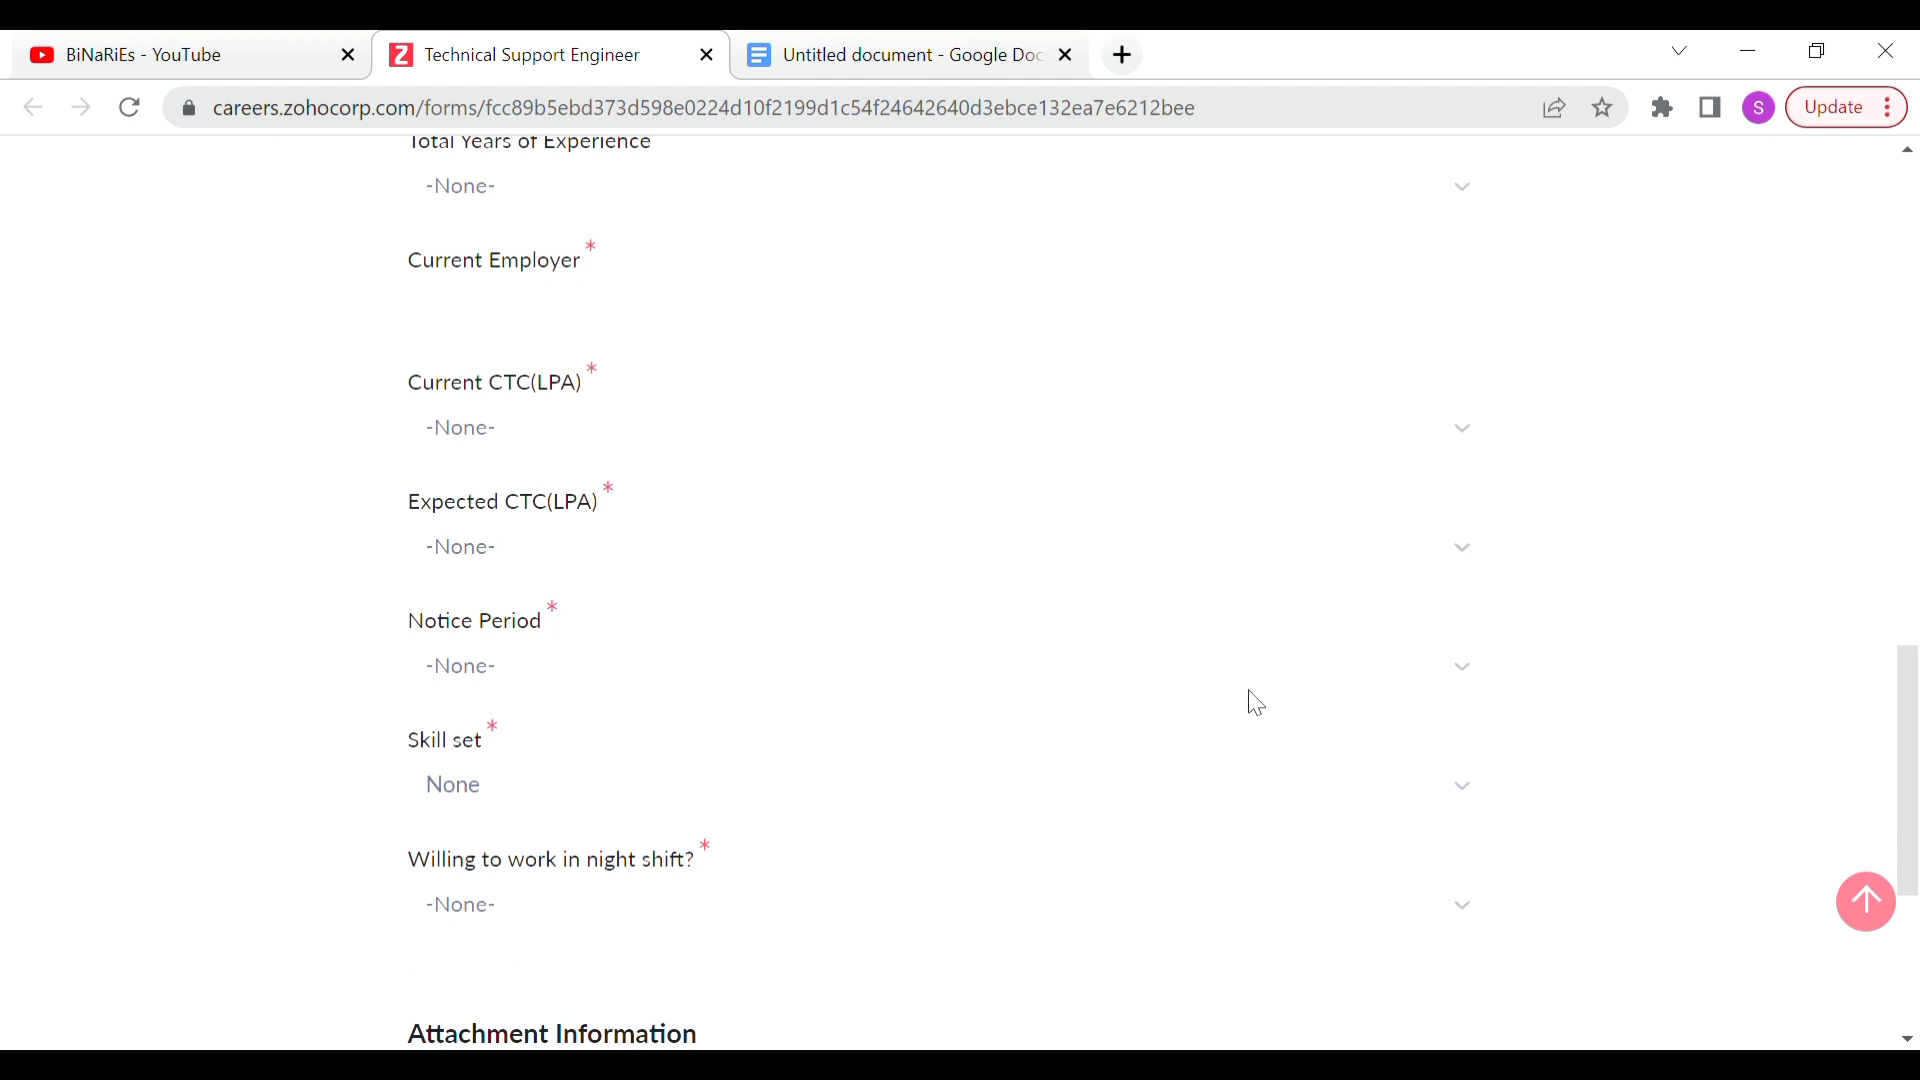 BiNaRiEs - YouTube
Technical Support Engineer
Untitled document - Google Doc
careers.zohocorp.com/forms/fcc89b5ebd373d598e0224d10f2199d1c54f24642640d3ebce132ea7e6212bee
S
Update
Total Years of Experience
-None-
Current Employer *
Current CTC(LPA) *
-None-
Expected CTC(LPA) *
-None-
Notice Period *
-None-
Skill set *
None
Willing to work in night shift? *
-None-
Attachment Information